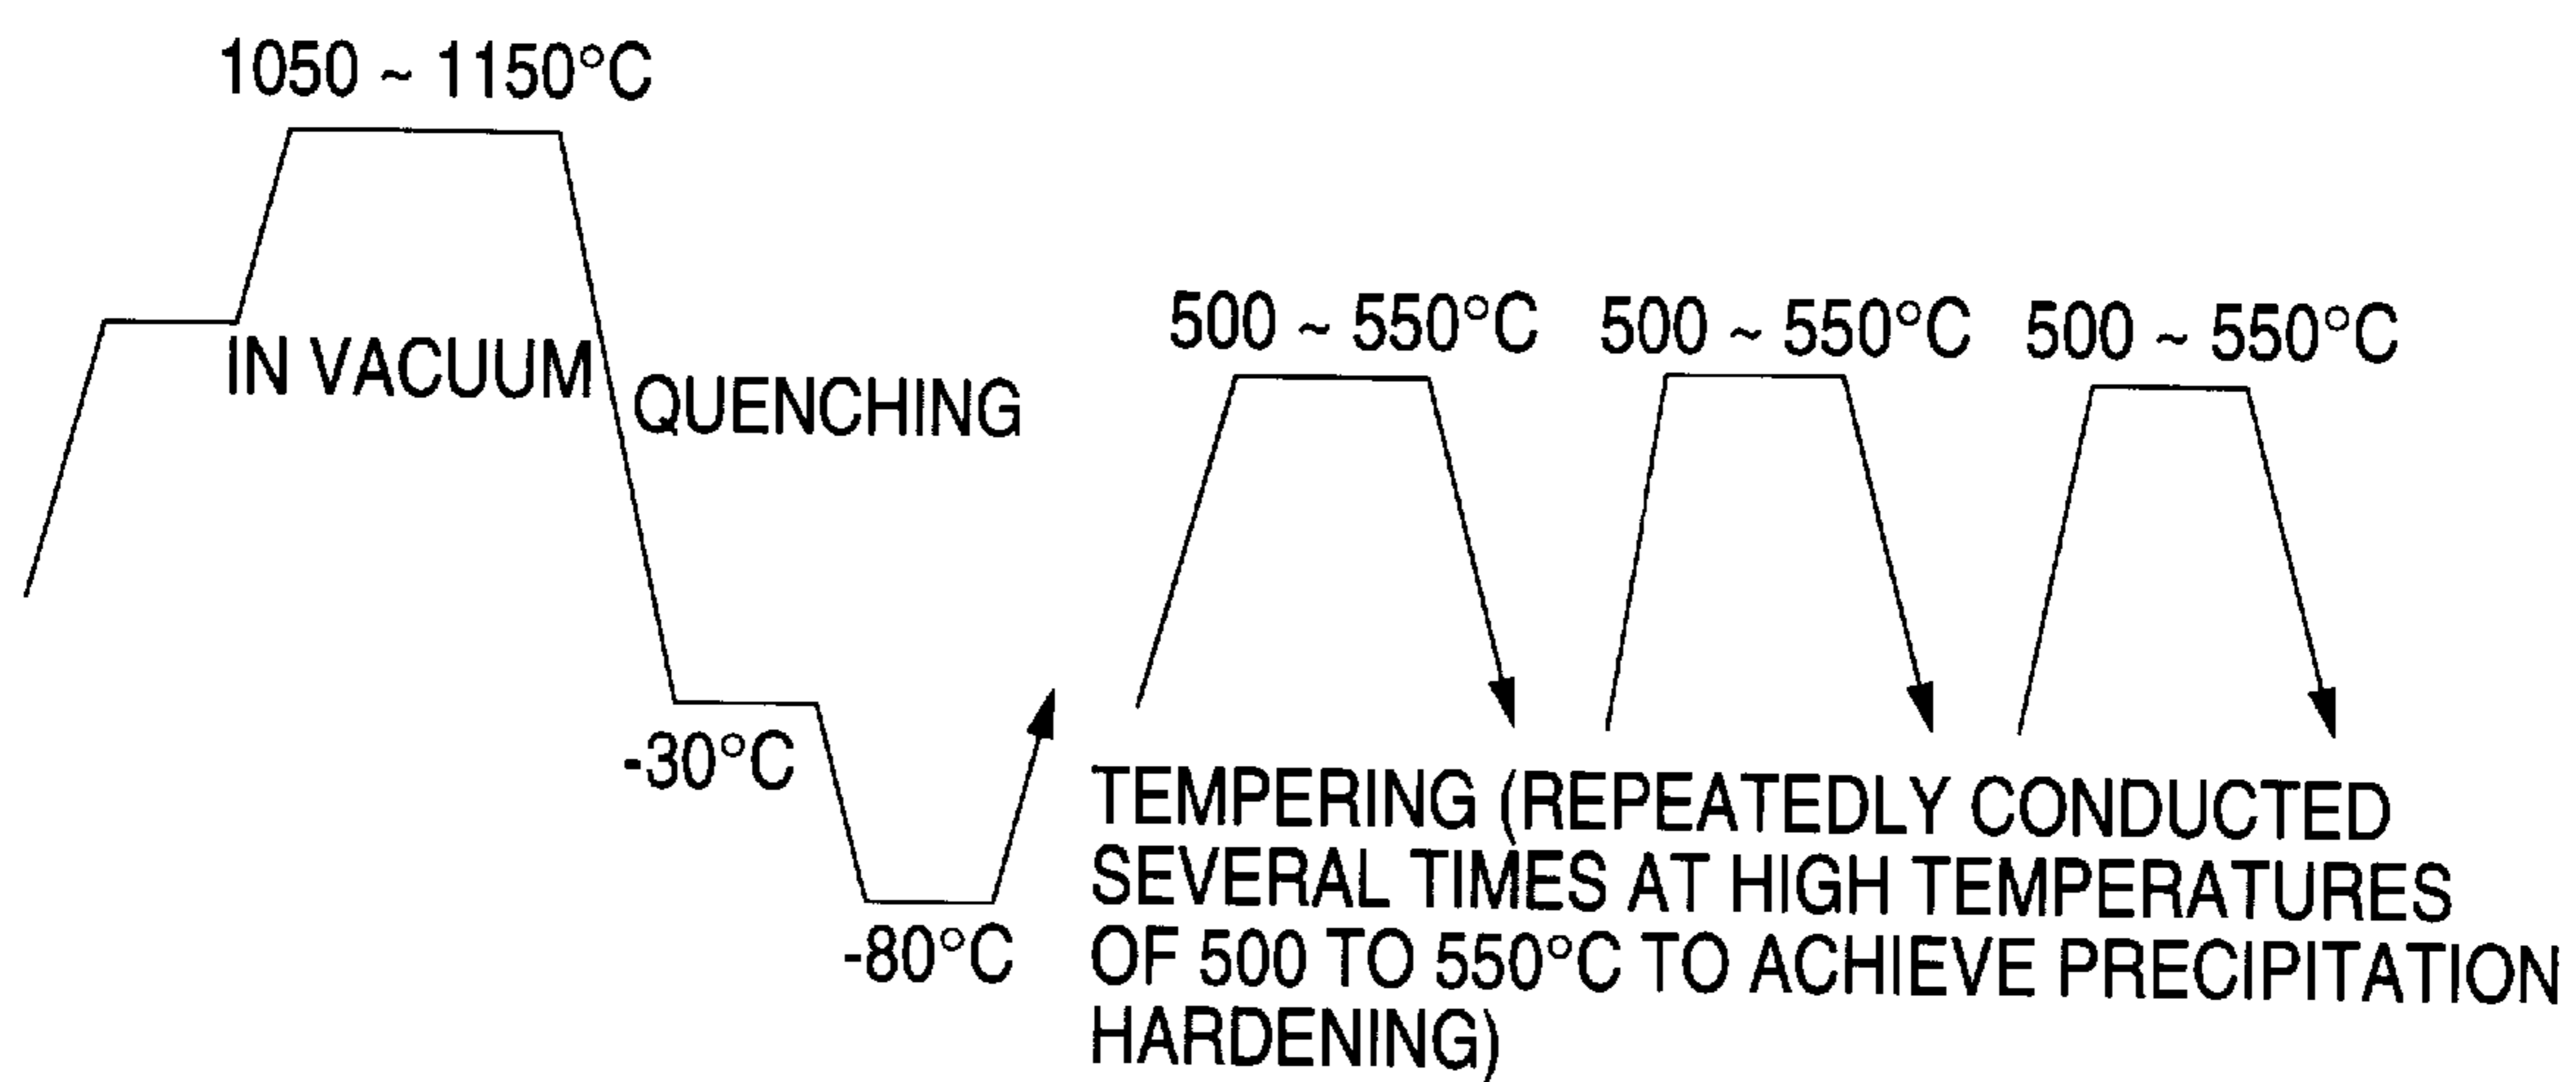 1050 ~ 1150°C
IN VACUUM
QUENCHING
-30°C
-80°C
500 ~ 550°C
500 ~ 550°C
500 ~ 550°C
TEMPERING (REPEATEDLY CONDUCTED
SEVERAL TIMES AT HIGH TEMPERATURES
OF 500 TO 550°C TO ACHIEVE PRECIPITATION
HARDENING)